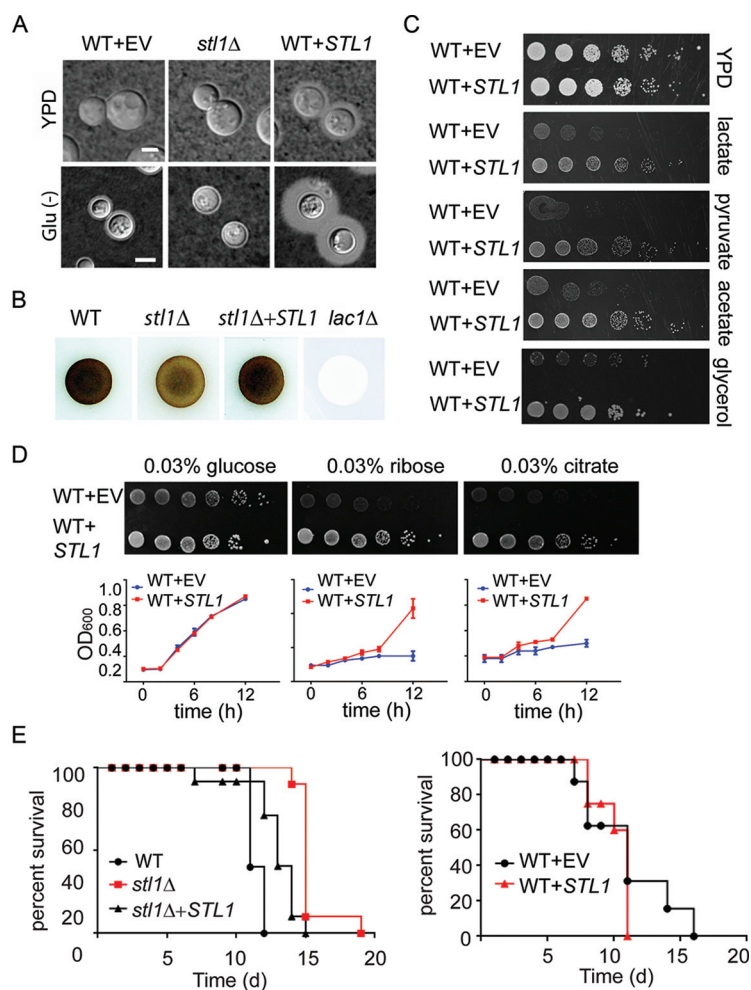 A
WT+EV
stl1Δ
WT+STL1
YPD
Glu (-)
B
WT
stl1Δ
stl1Δ+STL1
lac1Δ
C
WT+EV
WT+STL1
YPD
WT+EV
WT+STL1
lactate
WT+EV
WT+STL1
pyruvate
WT+EV
WT+STL1
acetate
WT+EV
WT+STL1
glycerol
D
0.03% glucose
0.03% ribose
0.03% citrate
WT+EV
WT+
STL1
WT+EV
WT+STL1
WT+EV
WT+STL1
WT+EV
WT+STL1
OD600
1.0
0.8
0.6
0.4
0.2
0 6 12
0 6 12
0 6 12
time (h)
time (h)
time (h)
E
percent survival
100
80
60
40
20
0
WT
stl1Δ
stl1Δ+STL1
0 5 10 15 20
Time (d)
percent survival
100
80
60
40
20
0
WT+EV
WT+STL1
0 5 10 15 20
Time (d)